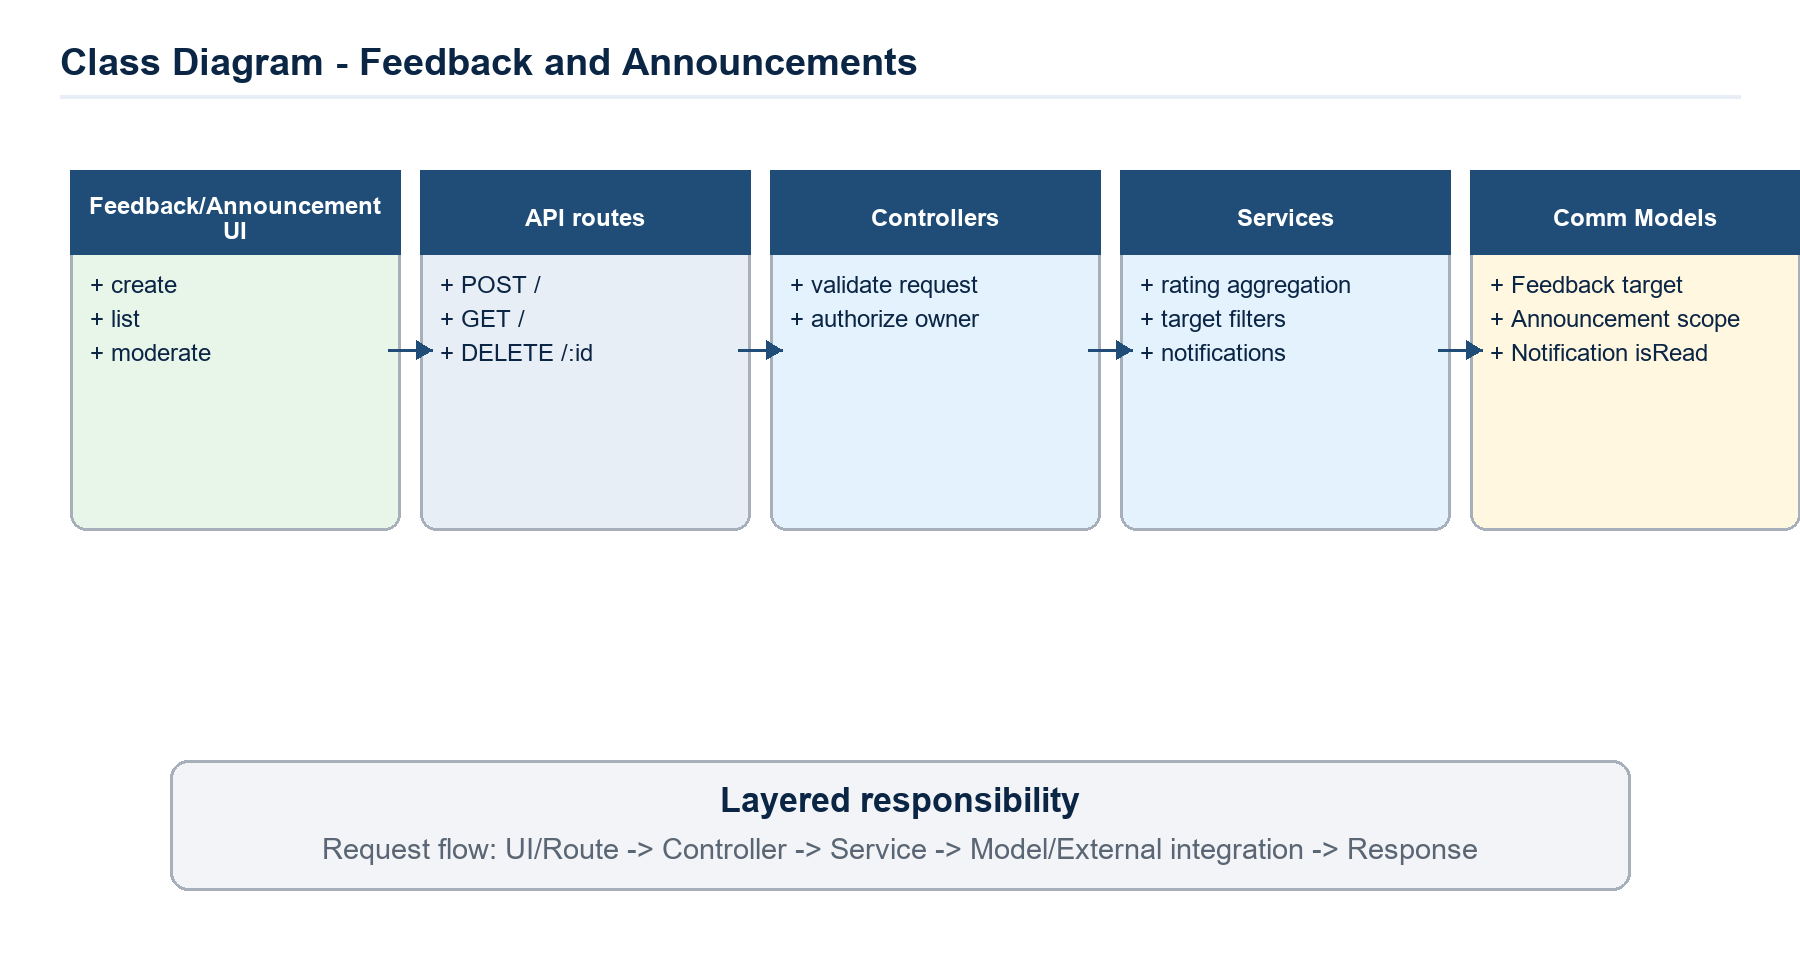 Class Diagram - Feedback and Announcements
Feedback/Announcement
UI
+ create
+ list
+ moderate
API routes
+ POST /
+ GET /
+ DELETE /:id
Controllers
+ validate request
+ authorize owner
Services
+ rating aggregation
+ target filters
+ notifications
Comm Models
+ Feedback target
+ Announcement scope
+ Notification isRead
Layered responsibility
Request flow: UI/Route -> Controller -> Service -> Model/External integration -> Response